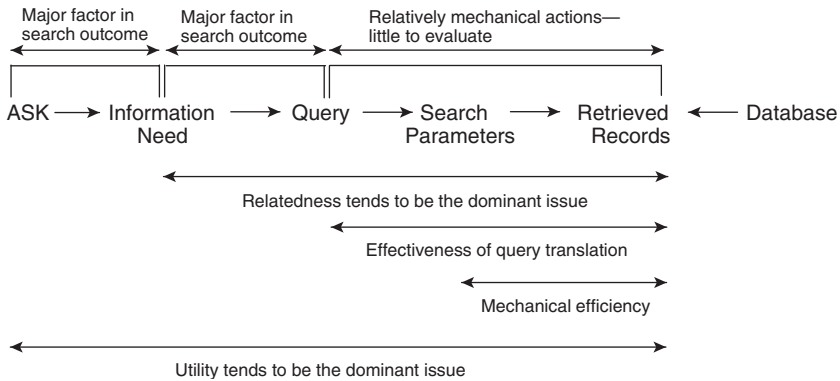 Major factor in
search outcome
Major factor in
search outcome
Relatively mechanical actions—
little to evaluate
ASK
Information
Need
Query
Search
Parameters
Retrieved
Records
Database
Relatedness tends to be the dominant issue
Effectiveness of query translation
Mechanical efficiency
Utility tends to be the dominant issue